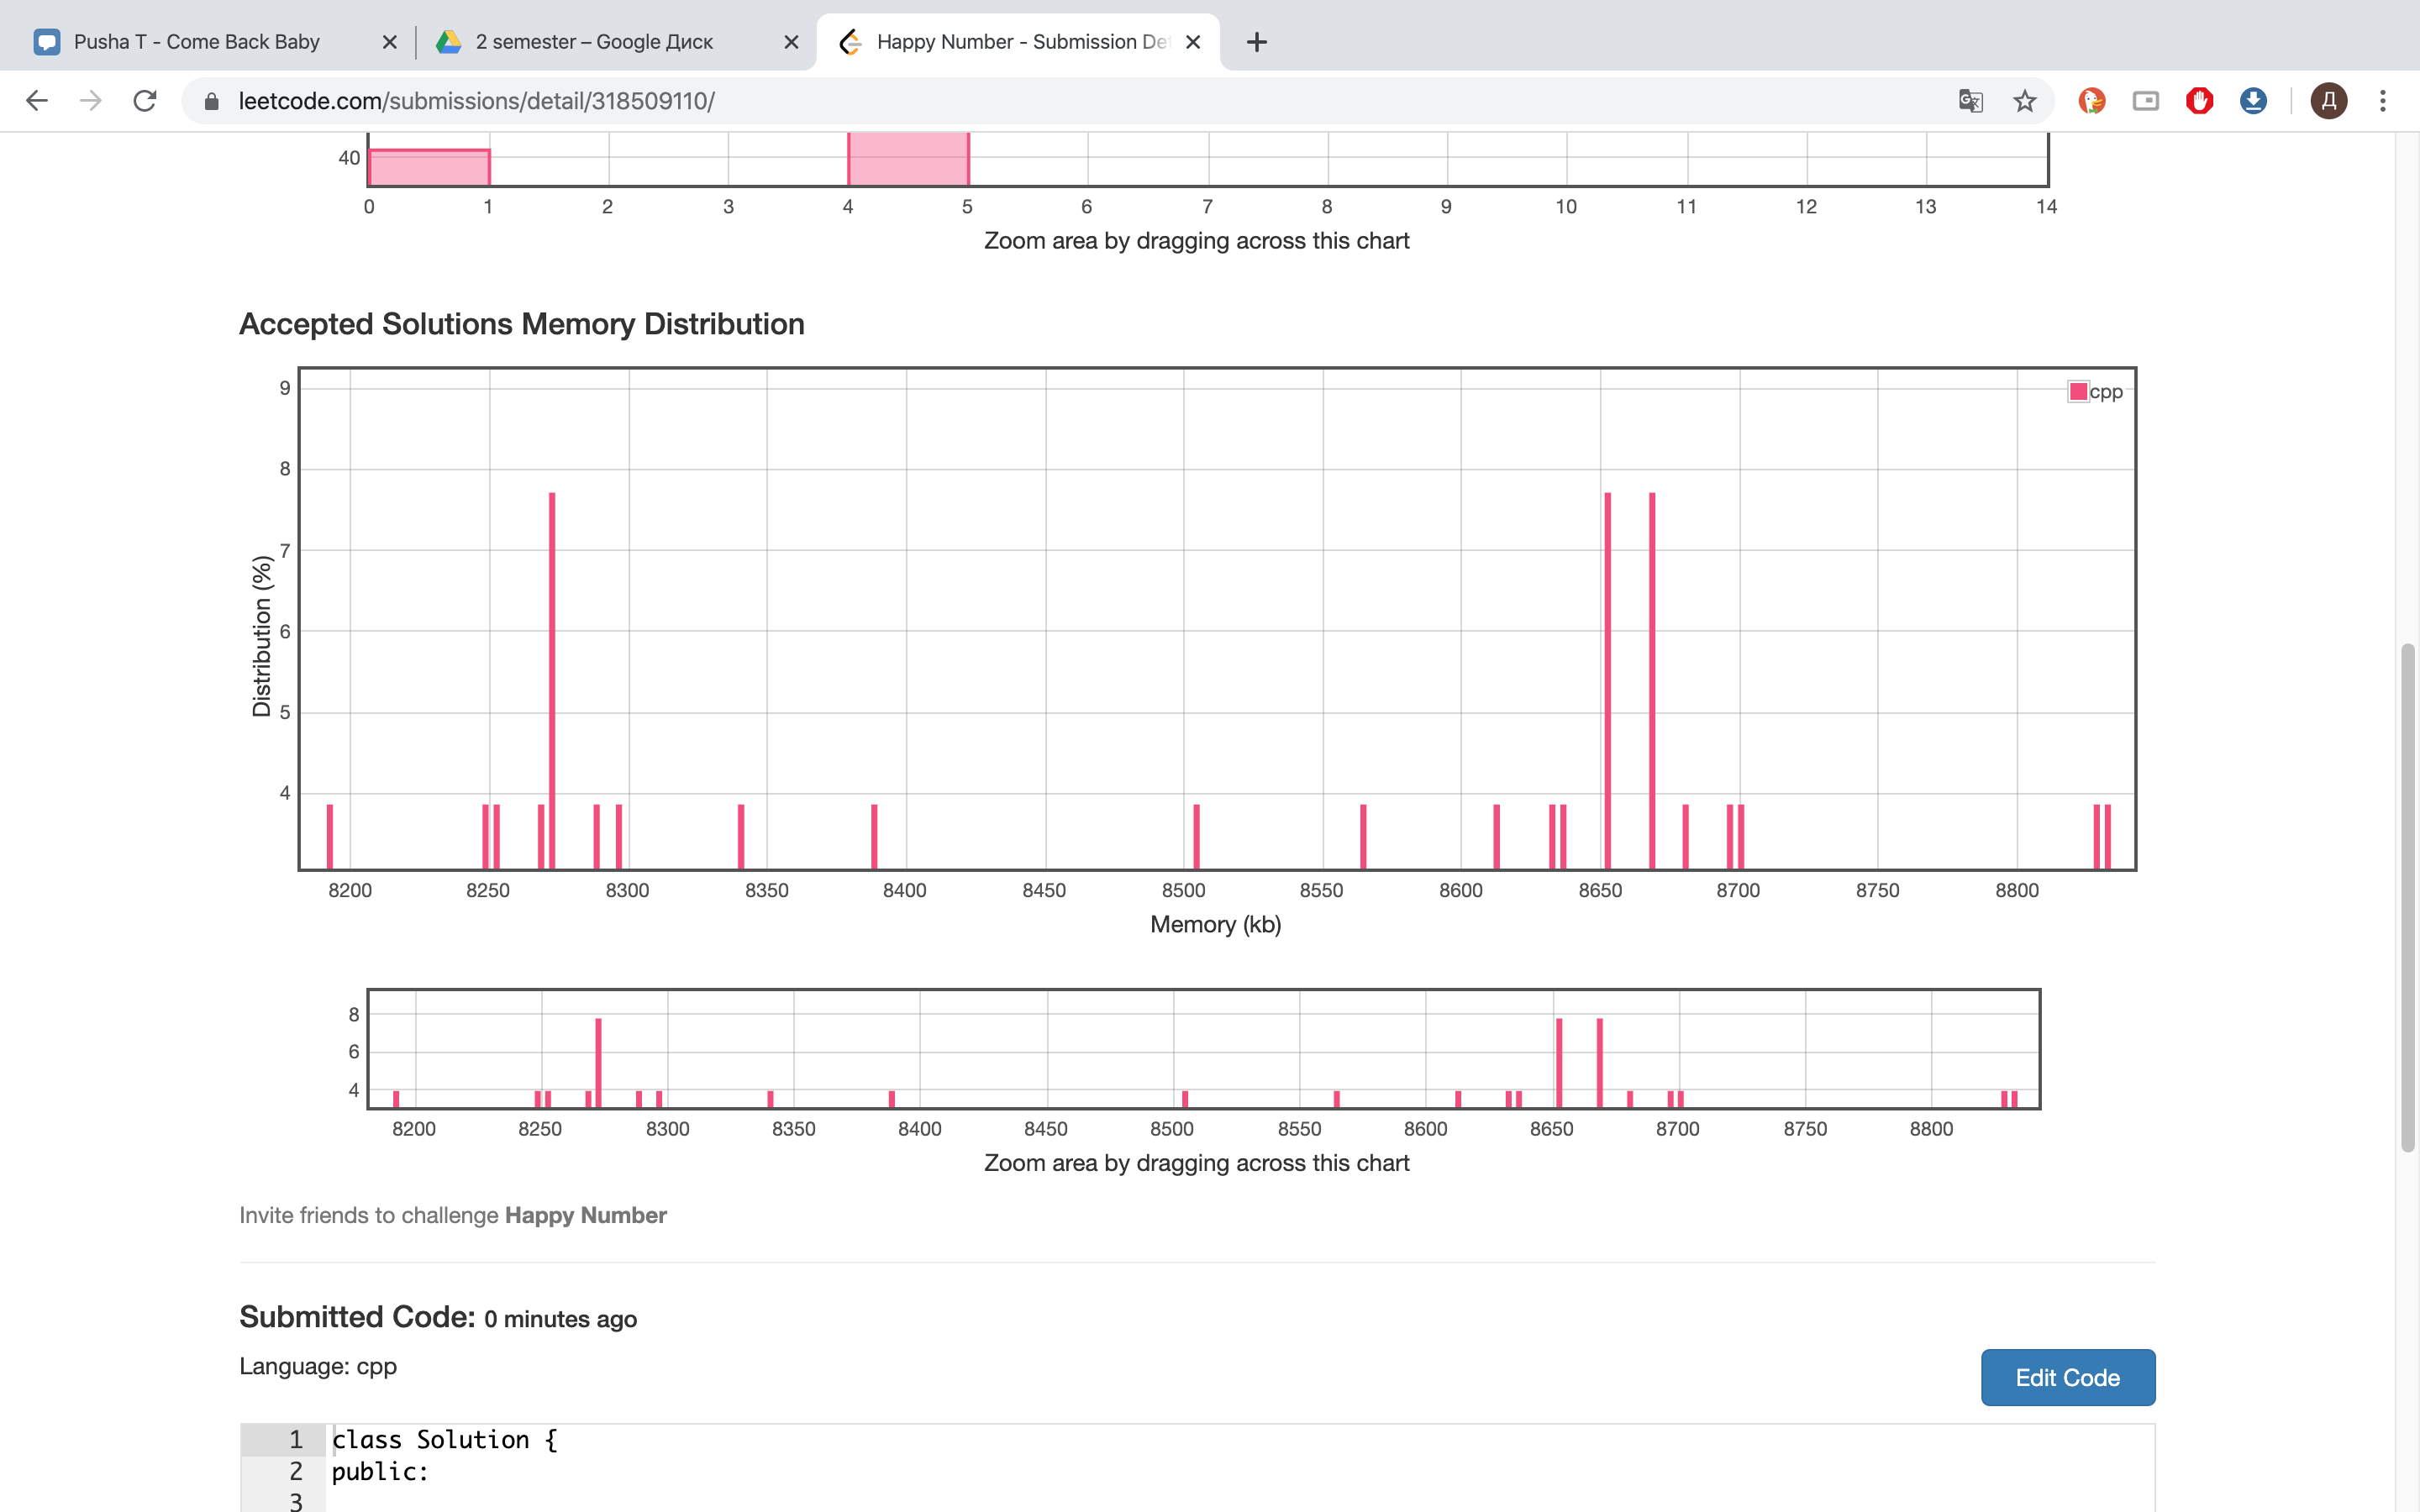 Pusha T - Come Back Baby
2 semester – Google Диск
Happy Number - Submission De
leetcode.com/submissions/detail/318509110/
Д
40
0 1 2 3 4 5 6 7 8 9 10 11 12 13 14
Zoom area by dragging across this chart
Accepted Solutions Memory Distribution
9
cpp
8
7
6
5
4
Distribution (%)
8200 8250 8300 8350 8400 8450 8500 8550 8600 8650 8700 8750 8800
Memory (kb)
8
6
4
8200 8250 8300 8350 8400 8450 8500 8550 8600 8650 8700 8750 8800
Zoom area by dragging across this chart
Invite friends to challenge Happy Number
Submitted Code: 0 minutes ago
Language: cpp
Edit Code
1 class Solution {
2 public:
3